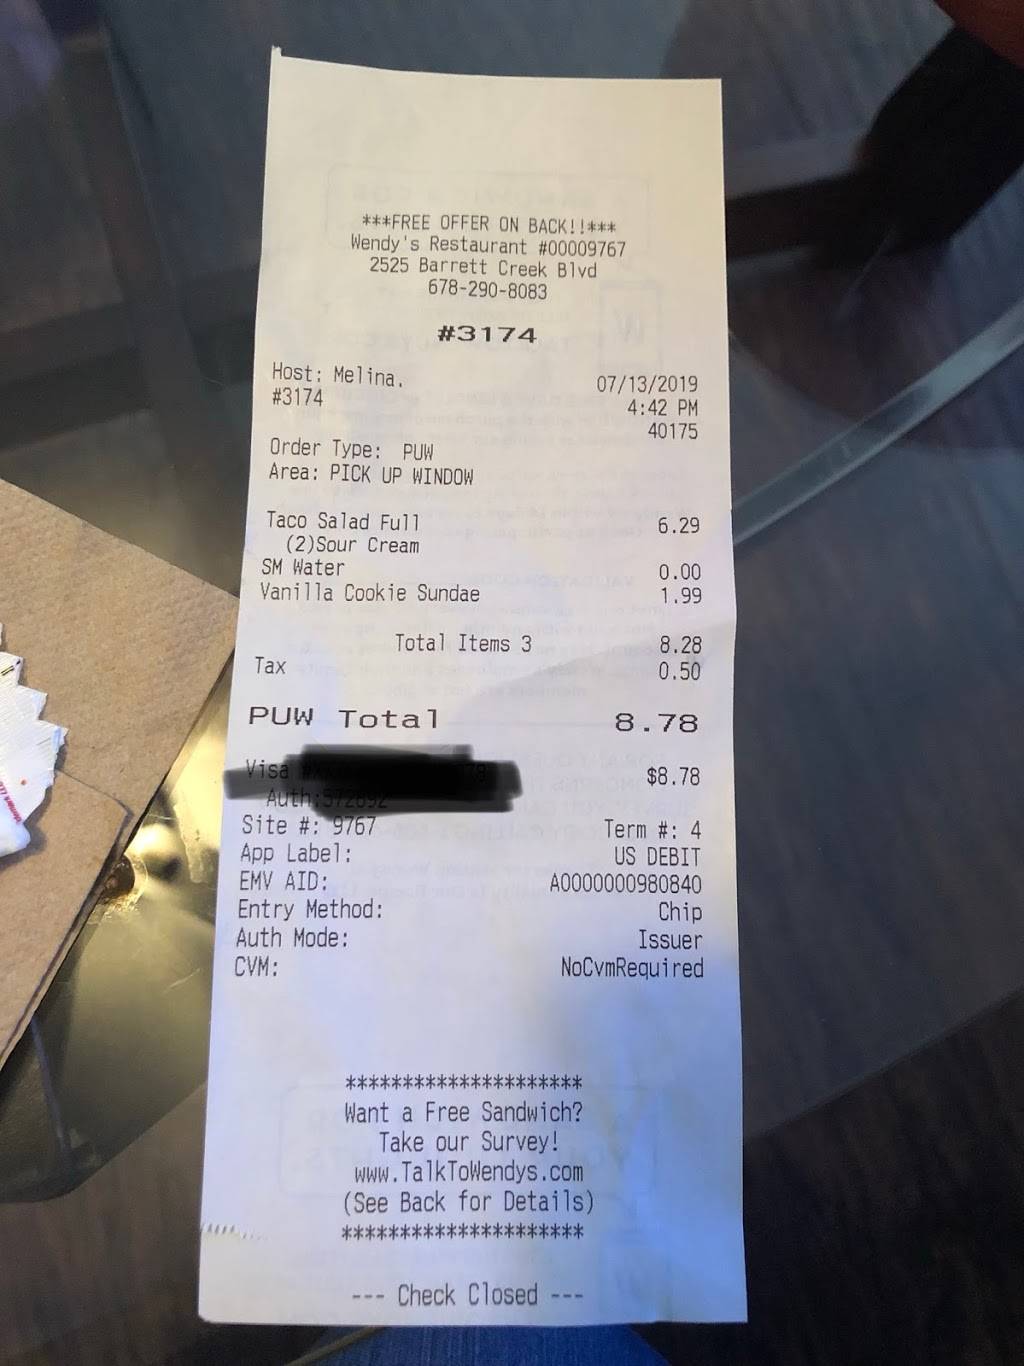 ***FREE OFFER ON BACK!!***
Wendy's Restaurant #00009767
2525 Barrett Creek Blvd
678-290-8083
#3174
Host: Melina.
07/13/2019
#3174
4:42 PM
40175
Order Type: PUW
Area: PICK UP WINDOW
Taco Salad Full 6.29
(2)Sour Cream
SM Water 0.00
Vanilla Cookie Sundae 1.99
Total Items 3 8.28
Tax 0.50
PUW Total 8.78
Visa $8.78
Auth:
Site #: 9767 Term #: 4
App Label: US DEBIT
EMV AID: A0000000980840
Entry Method: Chip
Auth Mode: Issuer
CVM: NoCvmRequired
*********************
Want a Free Sandwich?
Take our Survey!
www.TalkToWendys.com
(See Back for Details)
*********************
--- Check Closed ---